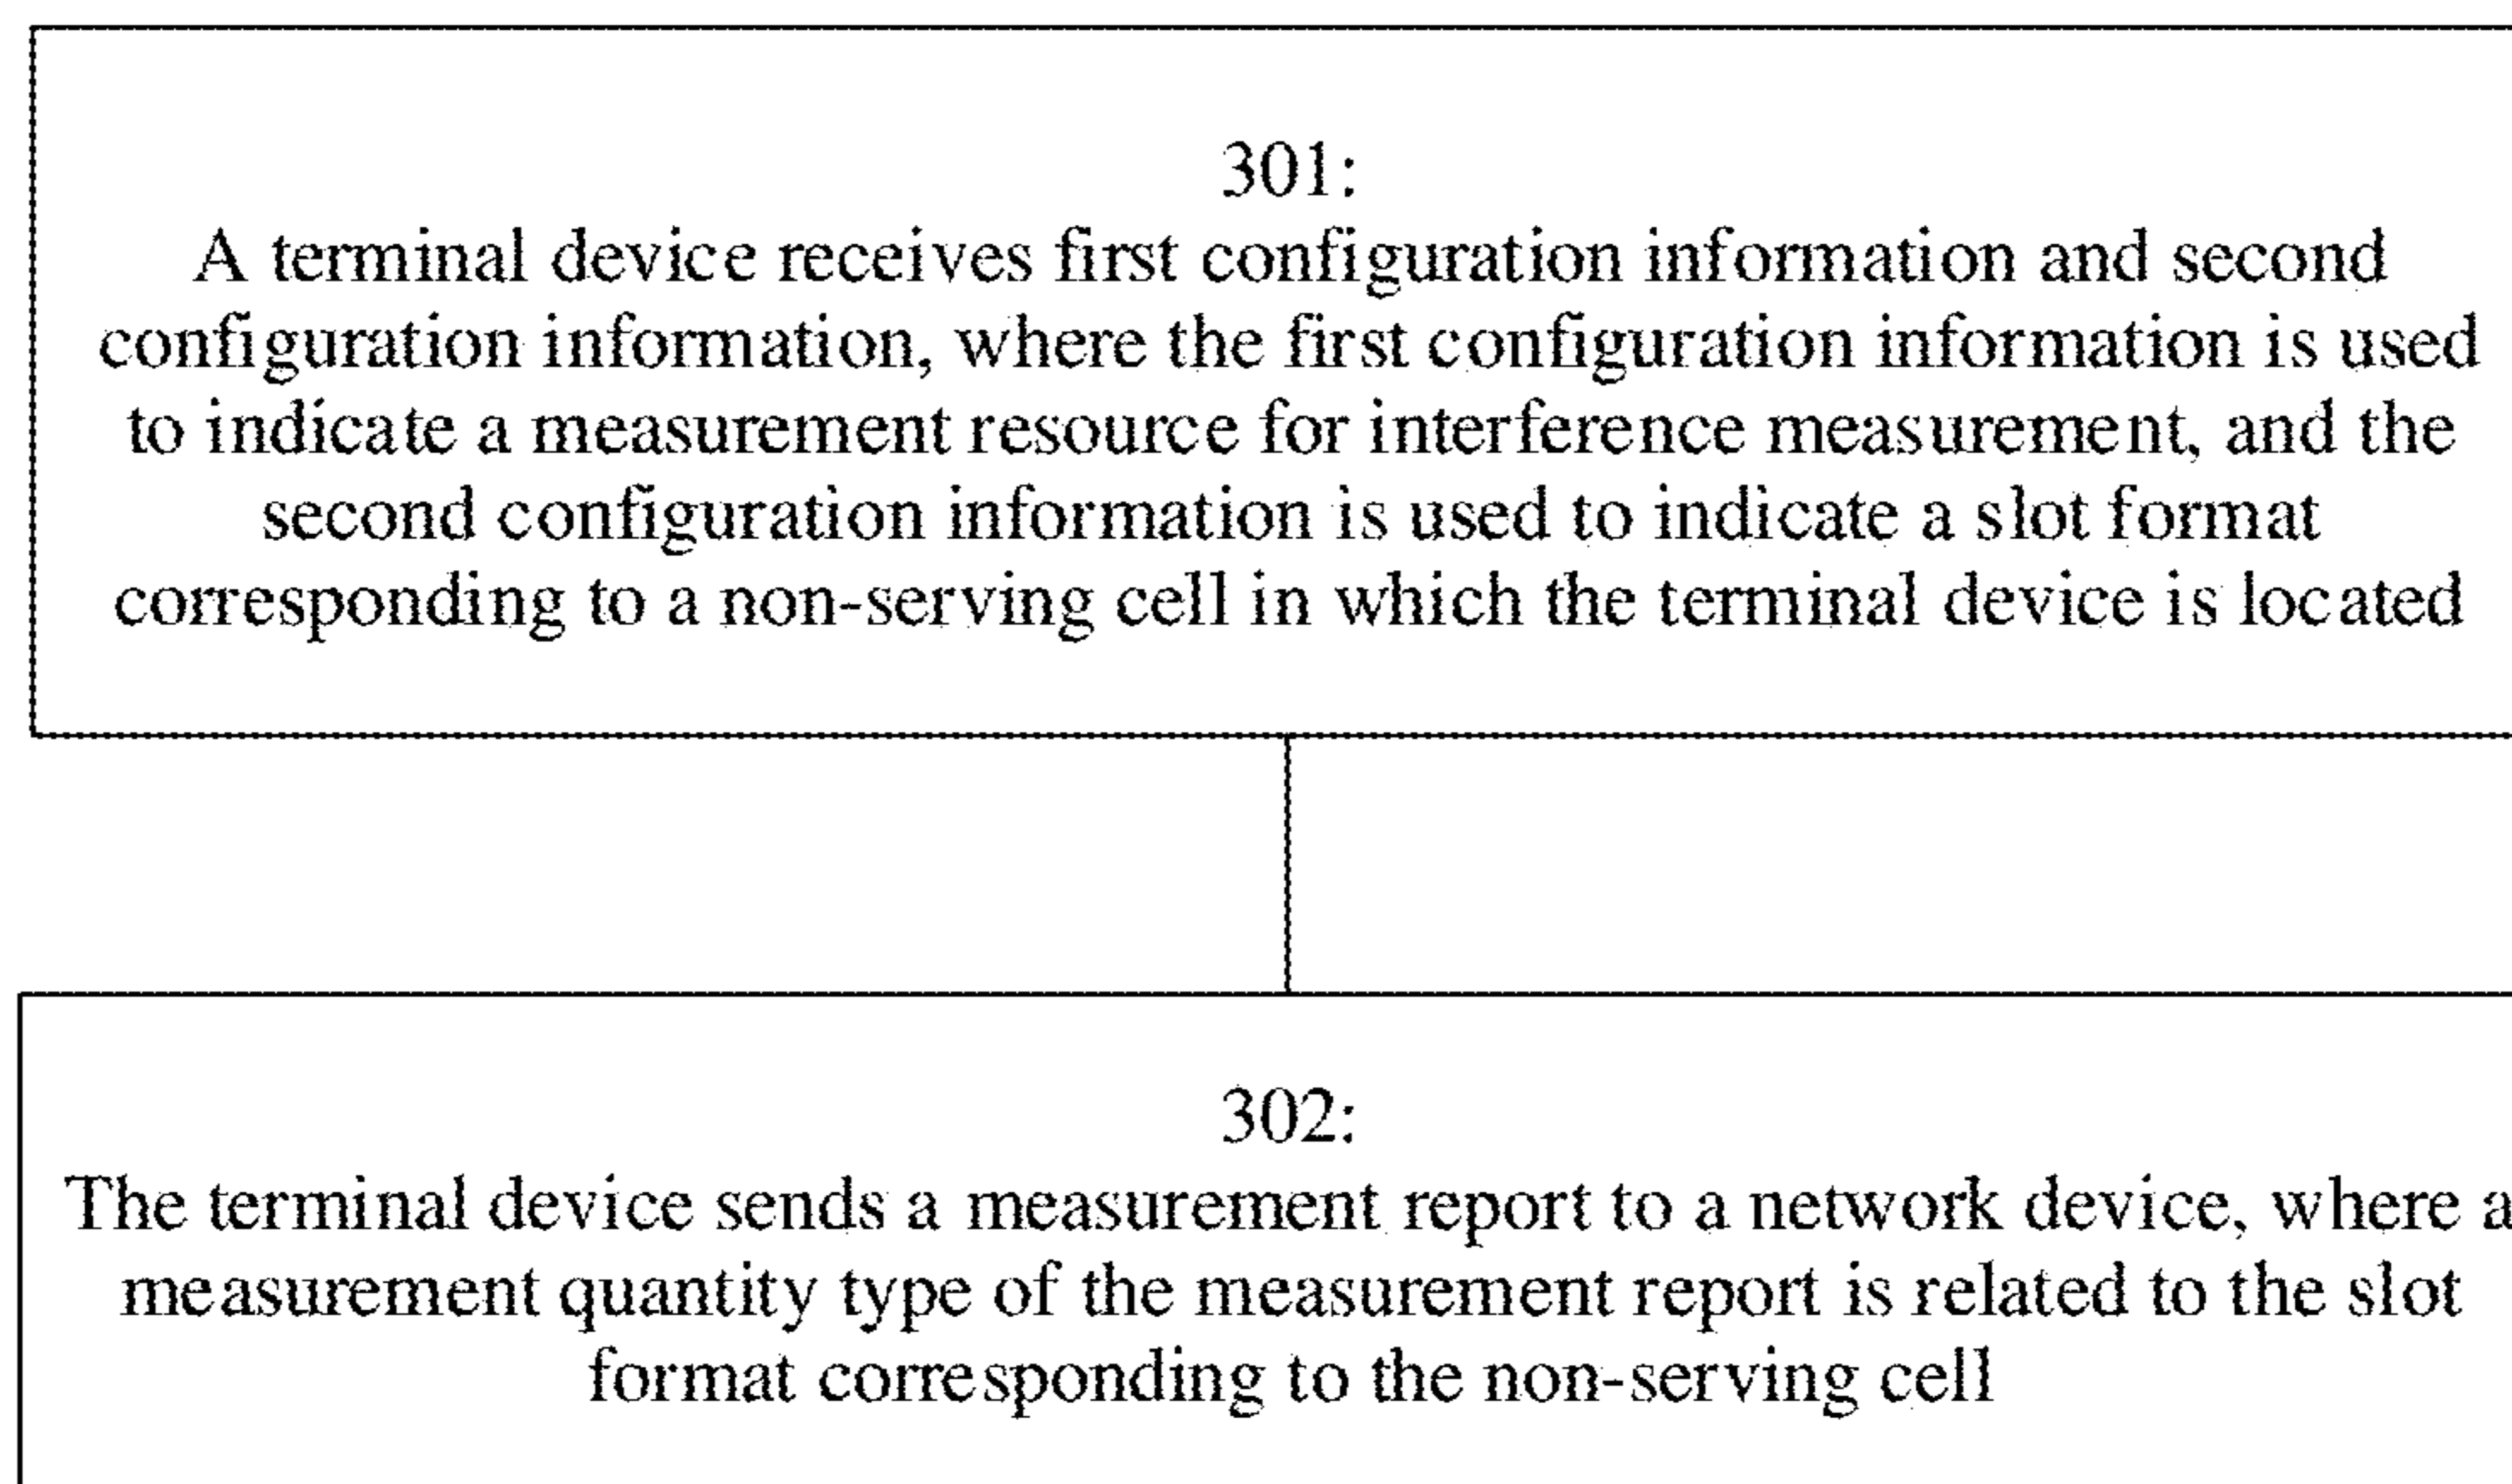 301:
A terminal device receives first configuration information and second
configuration information, where the first configuration information is used
to indicate a measurement resource for interference measurement, and the
second configuration information is used to indicate a slot format
corresponding to a non-serving cell in which the terminal device is located
302:
The terminal device sends a measurement report to a network device, where a
measurement quantity type of the measurement report is related to the slot
format corresponding to the non-serving cell